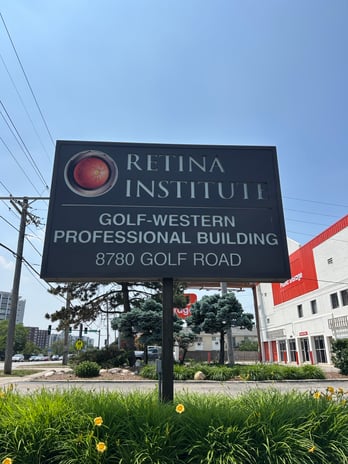 RETINA
INSTITUTE
GOLF-WESTERN
PROFESSIONAL BUILDING
8780 GOLF ROAD